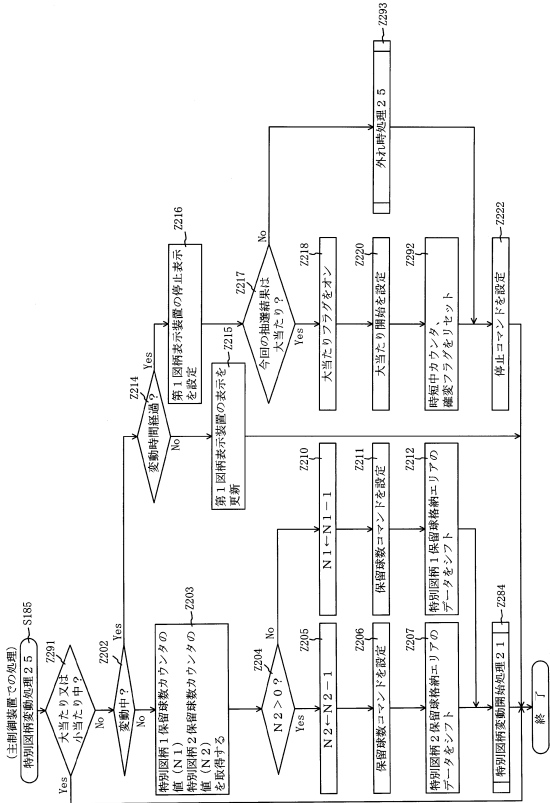 (主制御装置での処理)
特別図柄変動処理25
S185
大当たり又は
小当たり中?
Z291
Yes
No
変動中?
Z202
Yes
No
特別図柄1保留球数カウンタの
値(N1)
特別図柄2保留球数カウンタの
値(N2)
を取得する
Z203
N2>0?
Z204
Yes
No
N2←N2-1
Z205
保留球数コマンドを設定
Z206
特別図柄2保留球格納エリアの
データをシフト
Z207
N1←N1-1
Z210
保留球数コマンドを設定
Z211
特別図柄1保留球格納エリアの
データをシフト
Z212
特別図柄変動開始処理21
Z284
変動時間経過?
Z214
Yes
No
第1図柄表示装置の表示を
更新
Z215
第1図柄表示装置の停止表示
を設定
Z216
今回の抽選結果は
大当たり?
Z217
Yes
No
大当たりフラグをオン
Z218
大当たり開始を設定
Z220
時短中カウンタ、
確変フラグをリセット
Z292
外れ時処理25
Z293
停止コマンドを設定
Z222
終了